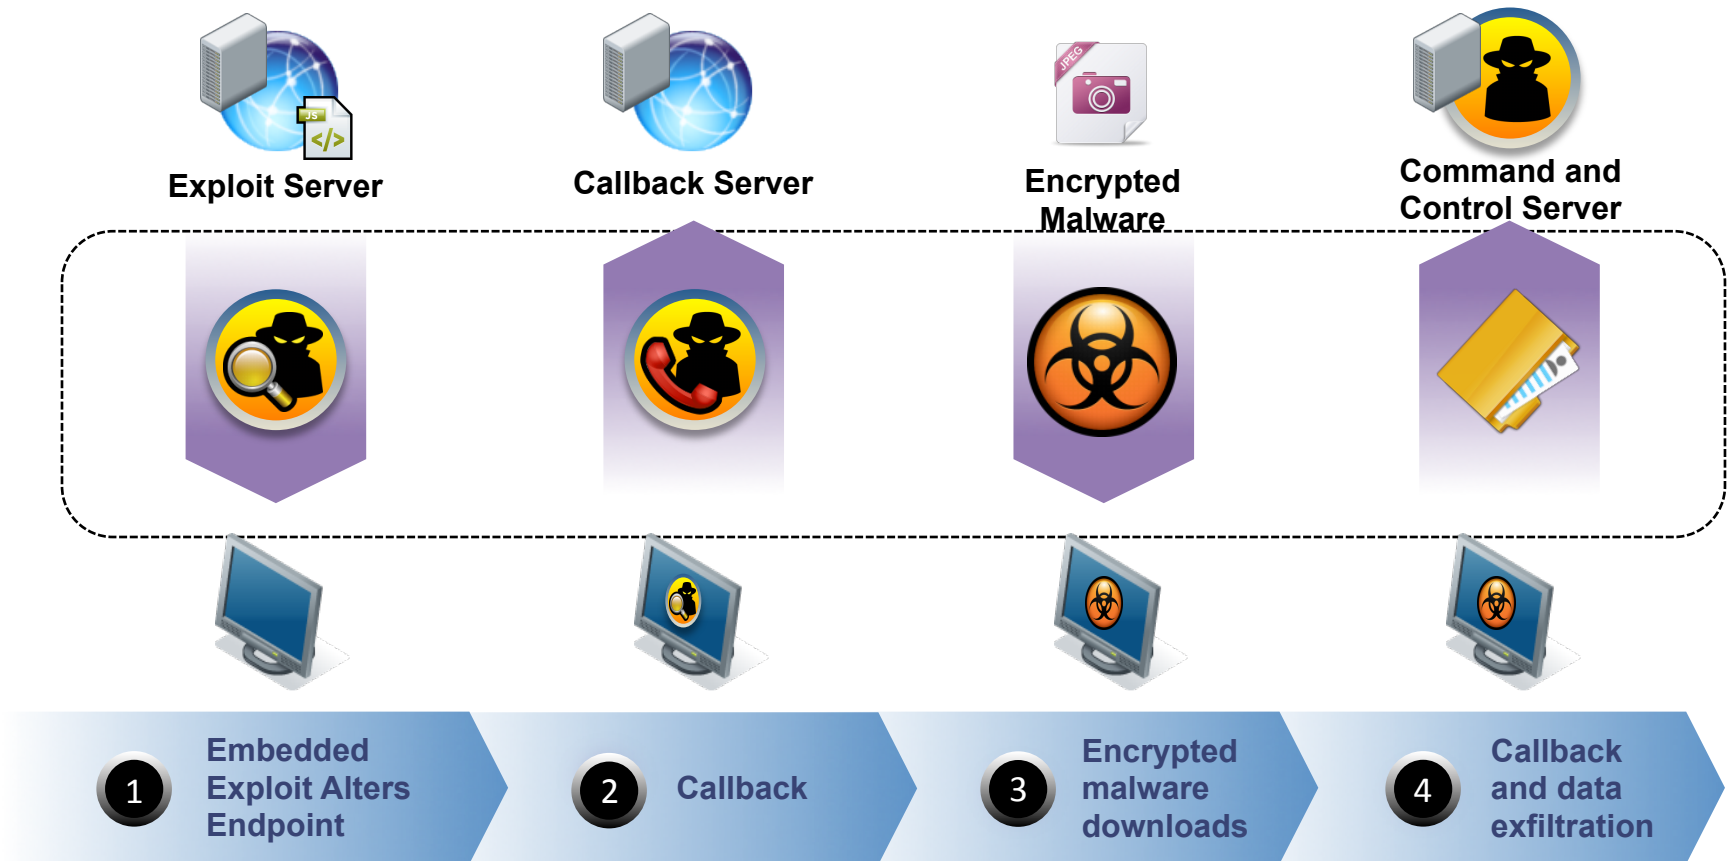 JS
</>
Exploit Server
Callback Server
JPEG
Encrypted
Malware
Command and
Control Server
1
Embedded
Exploit Alters
Endpoint
2
Callback
3
Encrypted
malware
downloads
4
Callback
and data
exfiltration